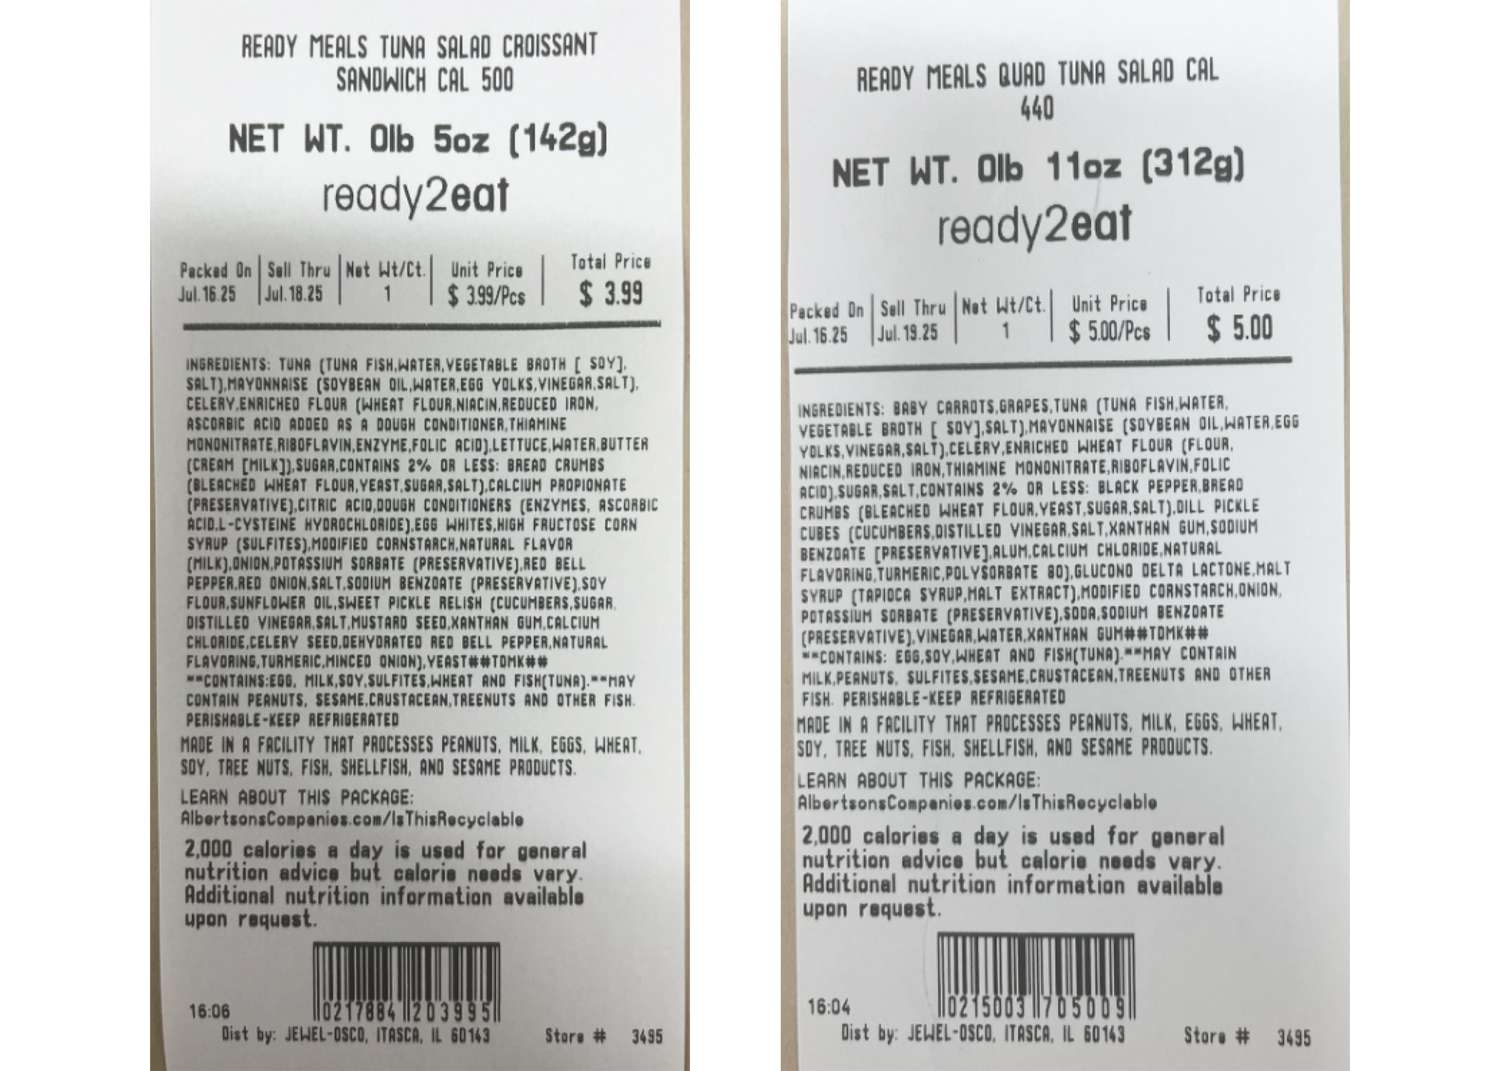 READY MEALS TUNA SALAD CROISSANT
SANDWICH CAL 500
NET WT. 0lb 5oz (142g)
ready2eat
Packed On Sell Thru Net Wt/Ct. Unit Price Total Price
Jul.16.25 Jul.18.25 1 $ 3.99/Pcs $ 3.99
INGREDIENTS: TUNA (TUNA FISH,WATER,VEGETABLE BROTH [ SOY],
SALT),MAYONNAISE (SOYBEAN OIL,WATER,EGG YOLKS,VINEGAR,SALT),
CELERY,ENRICHED FLOUR (WHEAT FLOUR,NIACIN,REDUCED IRON,
ASCORBIC ACID ADDED AS A DOUGH CONDITIONER,THIAMINE
MONONITRATE,RIBOFLAVIN,ENZYME,FOLIC ACID),LETTUCE,WATER,BUTTER
(CREAM [MILK]),SUGAR,CONTAINS 2% OR LESS: BREAD CRUMBS
(BLEACHED WHEAT FLOUR,YEAST,SUGAR,SALT),CALCIUM PROPIONATE
(PRESERVATIVE),CITRIC ACID,DOUGH CONDITIONERS (ENZYMES, ASCORBIC
ACID,L-CYSTEINE HYDROCHLORIDE),EGG WHITES,HIGH FRUCTOSE CORN
SYRUP (SULFITES),MODIFIED CORNSTARCH,NATURAL FLAVOR
(MILK),ONION,POTASSIUM SORBATE (PRESERVATIVE),RED BELL
PEPPER,RED ONION,SALT,SODIUM BENZOATE (PRESERVATIVE),SOY
FLOUR,SUNFLOWER OIL,SWEET PICKLE RELISH (CUCUMBERS,SUGAR,
DISTILLED VINEGAR,SALT,MUSTARD SEED,XANTHAN GUM,CALCIUM
CHLORIDE,CELERY SEED,DEHYDRATED RED BELL PEPPER,NATURAL
FLAVORING,TURMERIC,MINCED ONION),YEAST##TOMK##
**CONTAINS:EGG, MILK,SOY,SULFITES,WHEAT AND FISH(TUNA).**MAY
CONTAIN PEANUTS, SESAME,CRUSTACEAN,TREENUTS AND OTHER FISH.
PERISHABLE-KEEP REFRIGERATED
MADE IN A FACILITY THAT PROCESSES PEANUTS, MILK, EGGS, WHEAT,
SOY, TREE NUTS, FISH, SHELLFISH, AND SESAME PRODUCTS.
LEARN ABOUT THIS PACKAGE:
AlbertsonsCompanies.com/IsThisRecyclable
2,000 calories a day is used for general
nutrition advice but calorie needs vary.
Additional nutrition information available
upon request.
16:06
0217884 203995
Dist by: JEWEL-OSCO, ITASCA, IL 60143 Store # 3495
READY MEALS QUAD TUNA SALAD CAL
440
NET WT. 0lb 11oz (312g)
ready2eat
Packed On Sell Thru Net Wt/Ct. Unit Price Total Price
Jul.16.25 Jul.19.25 1 $ 5.00/Pcs $ 5.00
INGREDIENTS: BABY CARROTS,GRAPES,TUNA (TUNA FISH,WATER,
VEGETABLE BROTH [ SOY],SALT),MAYONNAISE (SOYBEAN OIL,WATER,EGG
YOLKS,VINEGAR,SALT),CELERY,ENRICHED WHEAT FLOUR (FLOUR,
NIACIN,REDUCED IRON,THIAMINE MONONITRATE,RIBOFLAVIN,FOLIC
ACID),SUGAR,SALT,CONTAINS 2% OR LESS: BLACK PEPPER,BREAD
CRUMBS (BLEACHED WHEAT FLOUR,YEAST,SUGAR,SALT),DILL PICKLE
CUBES (CUCUMBERS,DISTILLED VINEGAR,SALT,XANTHAN GUM,SODIUM
BENZOATE [PRESERVATIVE],ALUM,CALCIUM CHLORIDE,NATURAL
FLAVORING,TURMERIC,POLYSORBATE 80),GLUCONO DELTA LACTONE,MALT
SYRUP (TAPIOCA SYRUP,MALT EXTRACT),MODIFIED CORNSTARCH,ONION,
POTASSIUM SORBATE (PRESERVATIVE),SODA,SODIUM BENZOATE
(PRESERVATIVE),VINEGAR,WATER,XANTHAN GUM##TOMK##
**CONTAINS: EGG,SOY,WHEAT AND FISH(TUNA).**MAY CONTAIN
MILK,PEANUTS, SULFITES,SESAME,CRUSTACEAN,TREENUTS AND OTHER
FISH. PERISHABLE-KEEP REFRIGERATED
MADE IN A FACILITY THAT PROCESSES PEANUTS, MILK, EGGS, WHEAT,
SOY, TREE NUTS, FISH, SHELLFISH, AND SESAME PRODUCTS.
LEARN ABOUT THIS PACKAGE:
AlbertsonsCompanies.com/IsThisRecyclable
2,000 calories a day is used for general
nutrition advice but calorie needs vary.
Additional nutrition information available
upon request.
16:04
0215003 705009
Dist by: JEWEL-OSCO, ITASCA, IL 60143 Store # 3495